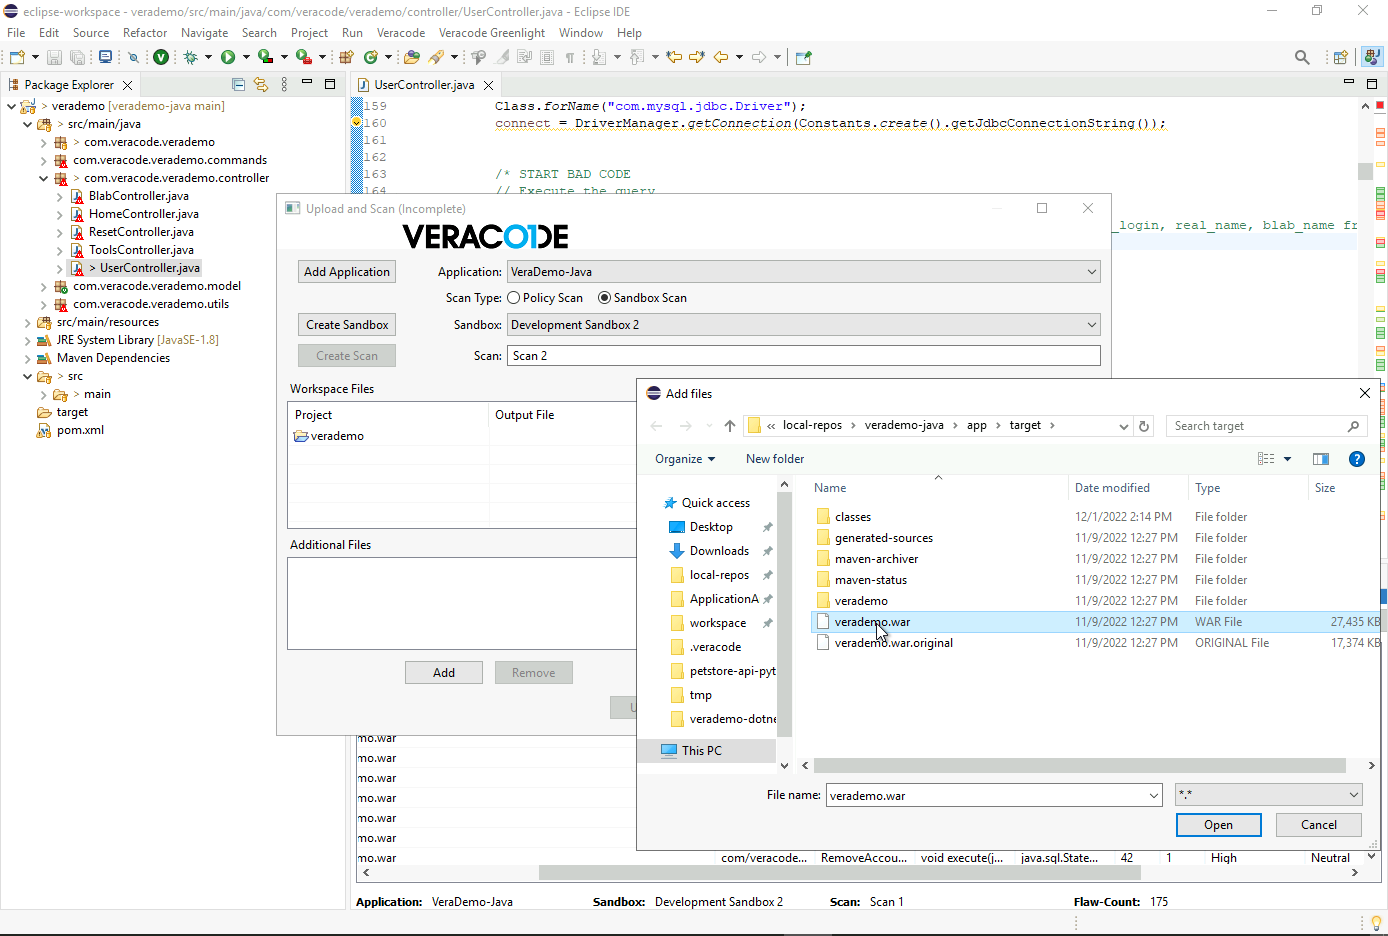 eclipse-workspace - verademo/src/main/java/com/veracode/verademo/controller/UserController.java - Eclipse IDE
File Edit Source Refactor Navigate Search Project Run Veracode Veracode Greenlight Window Help
Package Explorer
UserController.java
> verademo [verademo-java main]
> src/main/java
> com.veracode.verademo
com.veracode.verademo.commands
> com.veracode.verademo.controller
BlabController.java
HomeController.java
ResetController.java
ToolsController.java
> UserController.java
com.veracode.verademo.model
com.veracode.verademo.utils
src/main/resources
JRE System Library [JavaSE-1.8]
Maven Dependencies
> src
> main
target
pom.xml
159 Class.forName("com.mysql.jdbc.Driver");
160 connect = DriverManager.getConnection(Constants.create().getJdbcConnectionString());
161
162
163 /* START BAD CODE
164 // Execute the query
_login, real_name, blab_name fr
Upload and Scan (Incomplete)
VERACODE
Add Application
Application: VeraDemo-Java
Scan Type: Policy Scan Sandbox Scan
Create Sandbox
Sandbox: Development Sandbox 2
Create Scan
Scan: Scan 2
Workspace Files
Project Output File
verademo
Additional Files
Add Remove
U
Add files
« local-repos > verademo-java > app > target >
Search target
Organize New folder
Quick access
Desktop
Downloads
local-repos
ApplicationA
workspace
.veracode
petstore-api-pyt
tmp
verademo-dotne
This PC
Name Date modified Type Size
classes 12/1/2022 2:14 PM File folder
generated-sources 11/9/2022 12:27 PM File folder
maven-archiver 11/9/2022 12:27 PM File folder
maven-status 11/9/2022 12:27 PM File folder
verademo 11/9/2022 12:27 PM File folder
verademo.war 11/9/2022 12:27 PM WAR File 27,435 KB
verademo.war.original 11/9/2022 12:27 PM ORIGINAL File 17,374 KB
File name: verademo.war
*.*
Open Cancel
mo.war
mo.war
mo.war
mo.war
mo.war
mo.war
mo.war com/veracode... RemoveAccou... void execute(j... java.sql.State... 42 1 High Neutral
Application: VeraDemo-Java Sandbox: Development Sandbox 2 Scan: Scan 1 Flaw-Count: 175